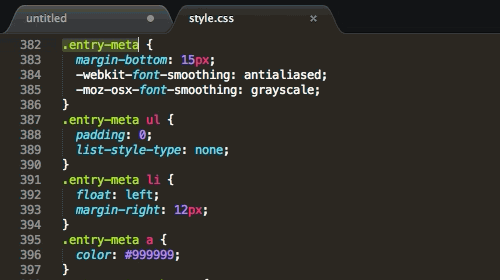 untitled
style.css
382 .entry-meta {
383 margin-bottom: 15px;
384 -webkit-font-smoothing: antialiased;
385 -moz-osx-font-smoothing: grayscale;
386 }
387 .entry-meta ul {
388 padding: 0;
389 list-style-type: none;
390 }
391 .entry-meta li {
392 float: left;
393 margin-right: 12px;
394 }
395 .entry-meta a {
396 color: #999999;
397 }